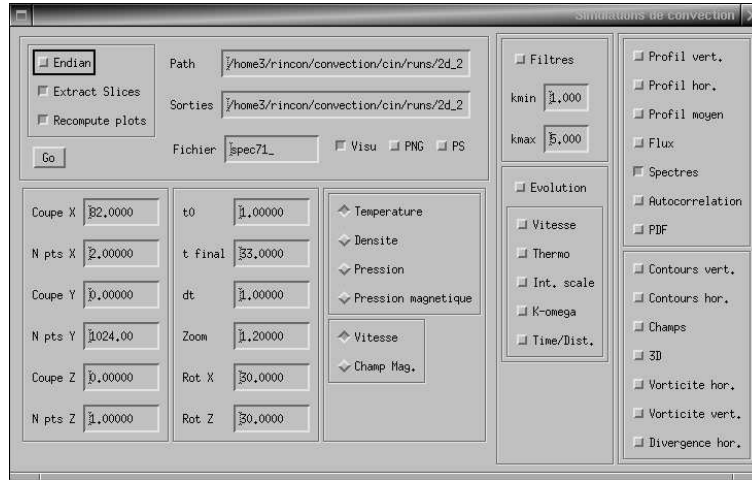 Simulations de convection
Endian
Extract Slices
Recompute plots
Go
Path /home3/rincon/convection/cin/runs/2d_2
Sorties /home3/rincon/convection/cin/runs/2d_2
Fichier spec71_
Visu PNG PS
Coupe X 82.0000
N pts X 2.00000
Coupe Y 0.00000
N pts Y 1024.00
Coupe Z 0.00000
N pts Z 1.00000
t0 1.00000
t final 33.0000
dt 1.00000
Zoom 1.20000
Rot X 30.0000
Rot Z 30.0000
Temperature
Densite
Pression
Pression magnetique
Vitesse
Champ Mag.
Filtres
kmin 1.000
kmax 5.000
Evolution
Vitesse
Thermo
Int. scale
K-omega
Time/Dist.
Profil vert.
Profil hor.
Profil moyen
Flux
Spectres
Autocorrelation
PDF
Contours vert.
Contours hor.
Champs
3D
Vorticite hor.
Vorticite vert.
Divergence hor.